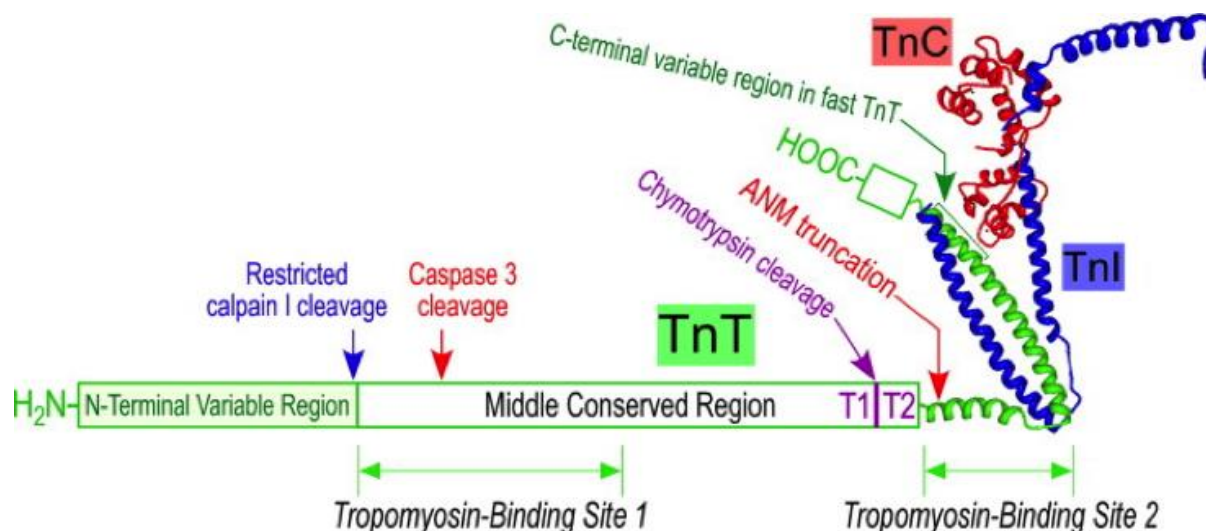 TnC
C-terminal variable region in fast TnT
HOOC
Chymotrypsin cleavage
ANM truncation
TnI
Restricted
calpain I cleavage
Caspase 3
cleavage
TnT
H₂N
N-Terminal Variable Region
Middle Conserved Region
T1
T2
Tropomyosin-Binding Site 1
Tropomyosin-Binding Site 2